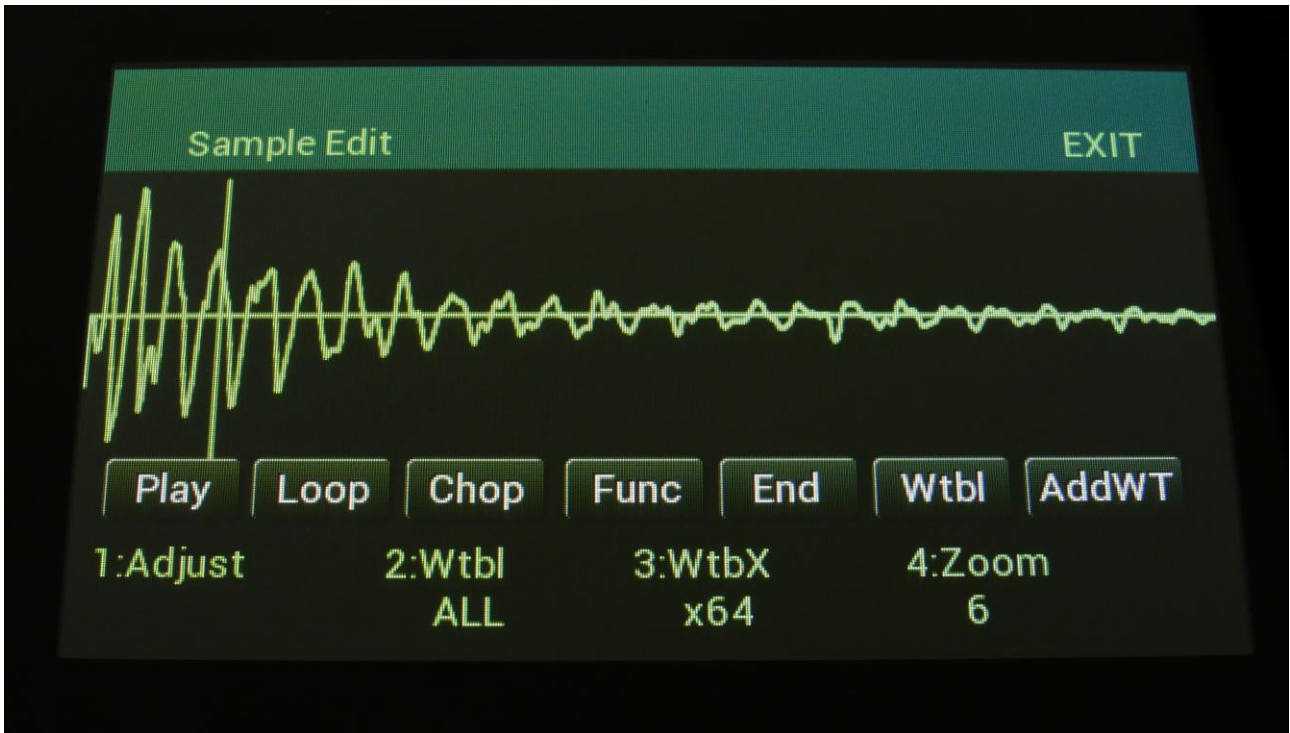 Sample Edit EXIT
Play Loop Chop Func End Wtbl AddWT
1:Adjust 2:Wtbl 3:WtbX 4:Zoom
ALL x64 6